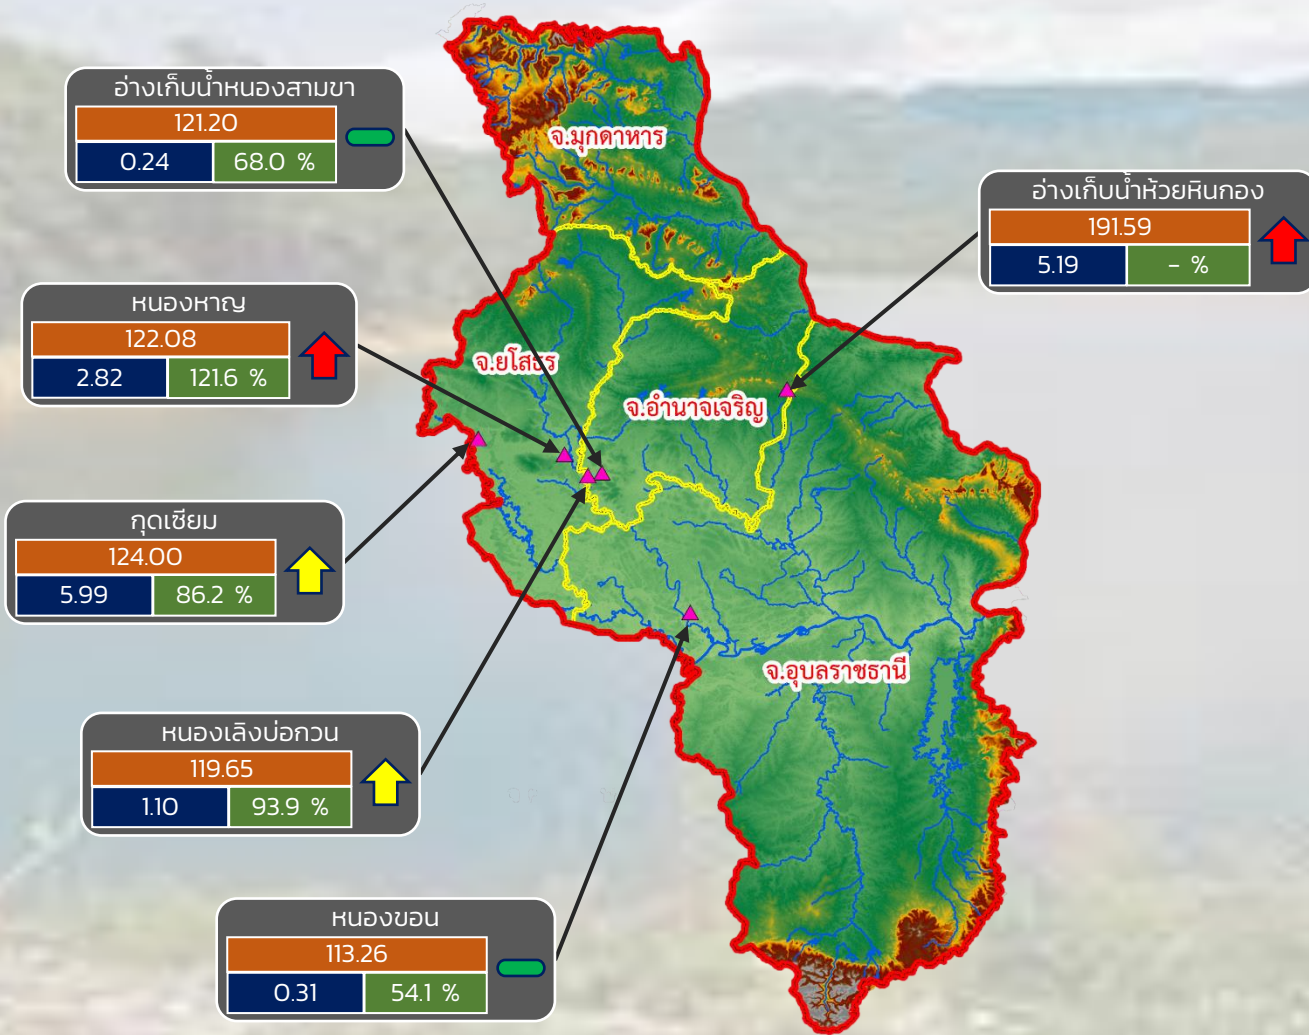 อ่างเก็บน้ำหนองสามขา
121.20
0.24 68.0 %
จ.มุกดาหาร
อ่างเก็บน้ำห้วยหินกอง
191.59
5.19 - %
หนองหาญ
122.08
2.82 121.6 %
จ.ยโสธร
จ.อำนาจเจริญ
กุดเซียม
124.00
5.99 86.2 %
จ.อุบลราชธานี
หนองเลิงบ่อกวน
119.65
1.10 93.9 %
หนองขอน
113.26
0.31 54.1 %